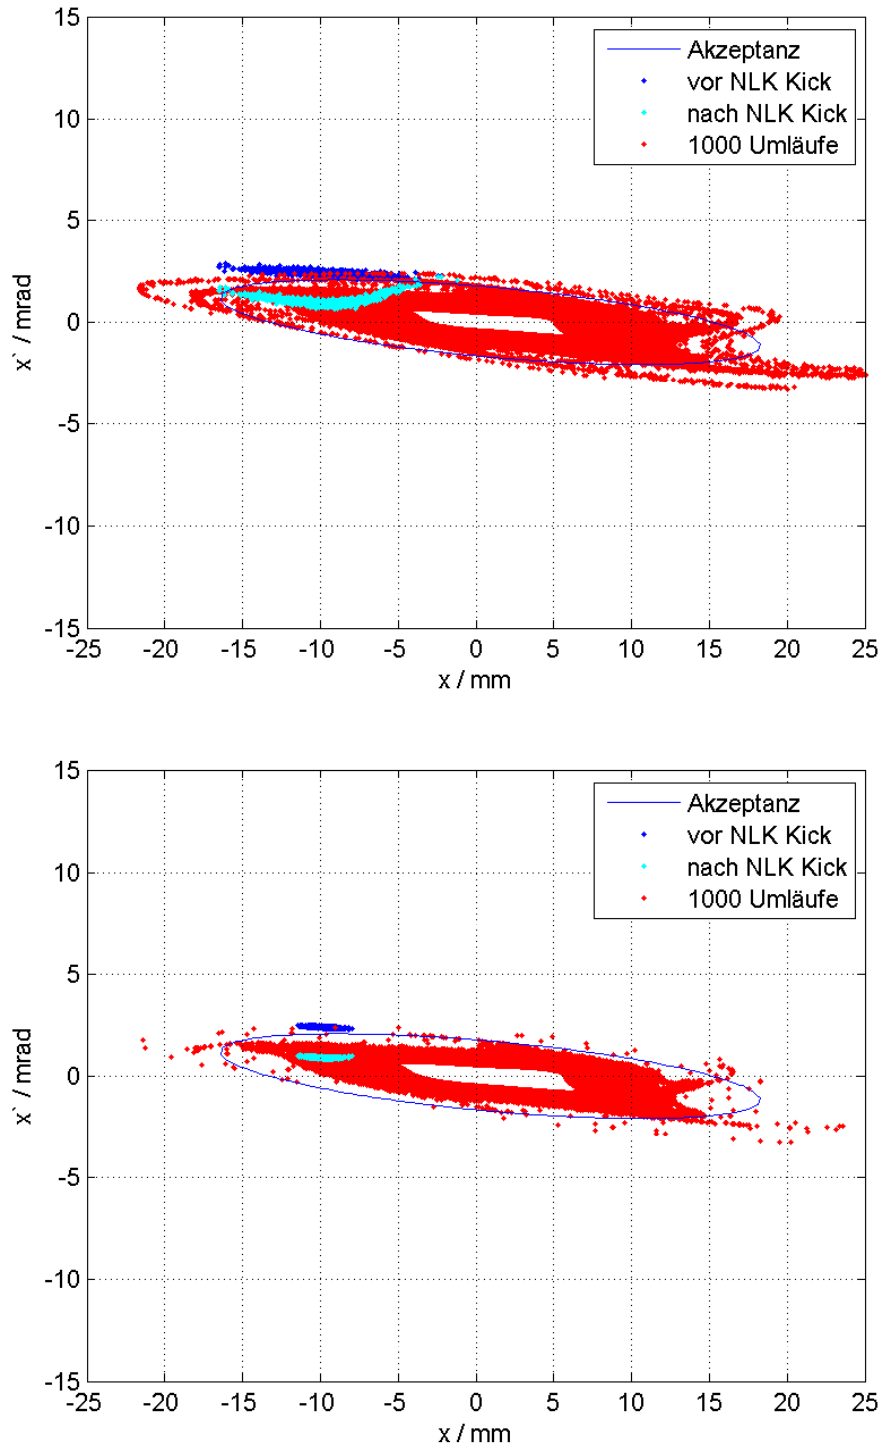 15
10
5
0
-5
-10
-15
x` / mrad
Akzeptanz
vor NLK Kick
nach NLK Kick
1000 Umläufe
-25 -20 -15 -10 -5 0 5 10 15 20 25
x / mm
15
10
5
0
-5
-10
-15
x` / mrad
Akzeptanz
vor NLK Kick
nach NLK Kick
1000 Umläufe
-25 -20 -15 -10 -5 0 5 10 15 20 25
x / mm